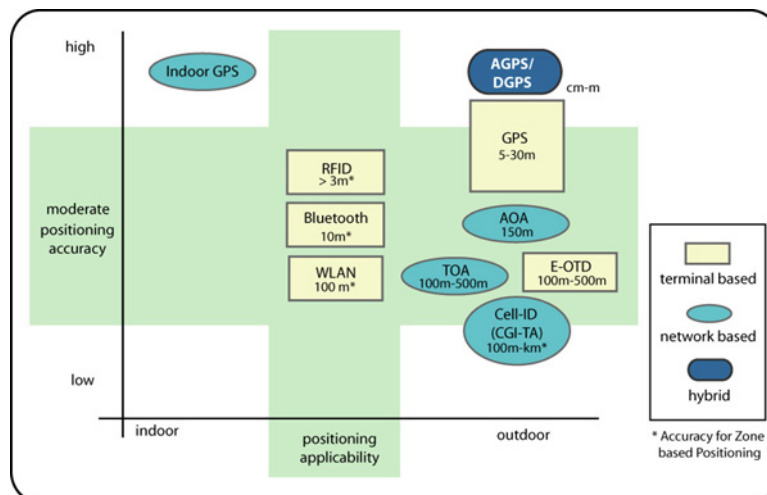 high
Indoor GPS
AGPS/
DGPS
cm-m
GPS
5-30m
RFID
> 3m*
moderate
positioning
accuracy
Bluetooth
10m*
AOA
150m
WLAN
100 m*
TOA
100m-500m
E-OTD
100m-500m
Cell-ID
(CGI-TA)
100m-km*
low
indoor
positioning
applicability
outdoor
terminal based
network based
hybrid
* Accuracy for Zone
based Positioning